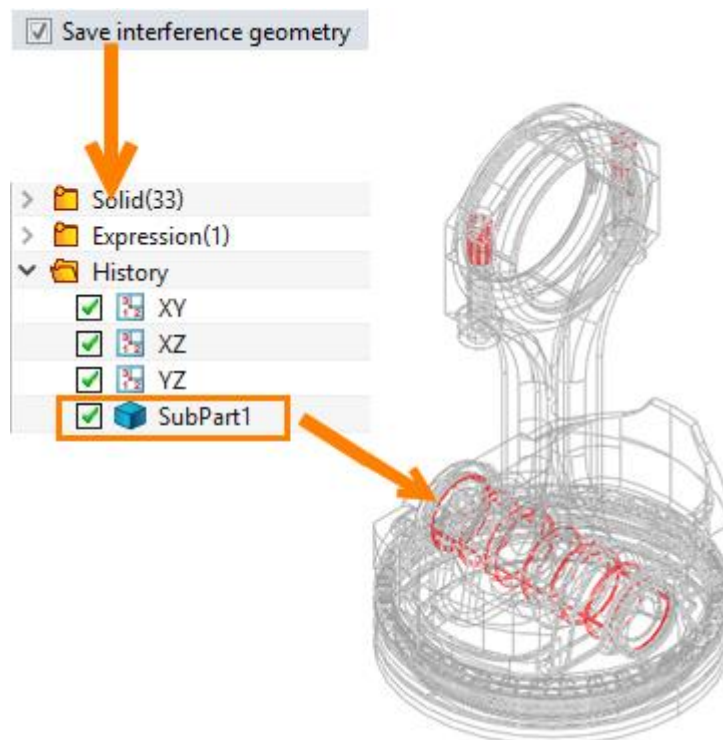 Save interference geometry
Solid(33)
Expression(1)
History
XY
XZ
YZ
SubPart1